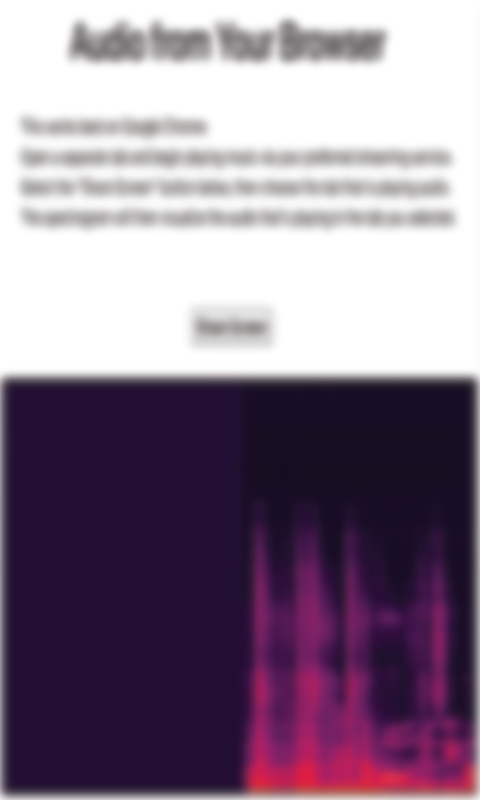 Audio from Your Browser
This works best on Google Chrome
Open a separate tab and begin playing music via your preferred streaming service.
Select the "Share Screen" button below, then choose the tab that is playing audio.
The spectrogram will then visualize the audio that's playing in the tab you selected.
Share Screen